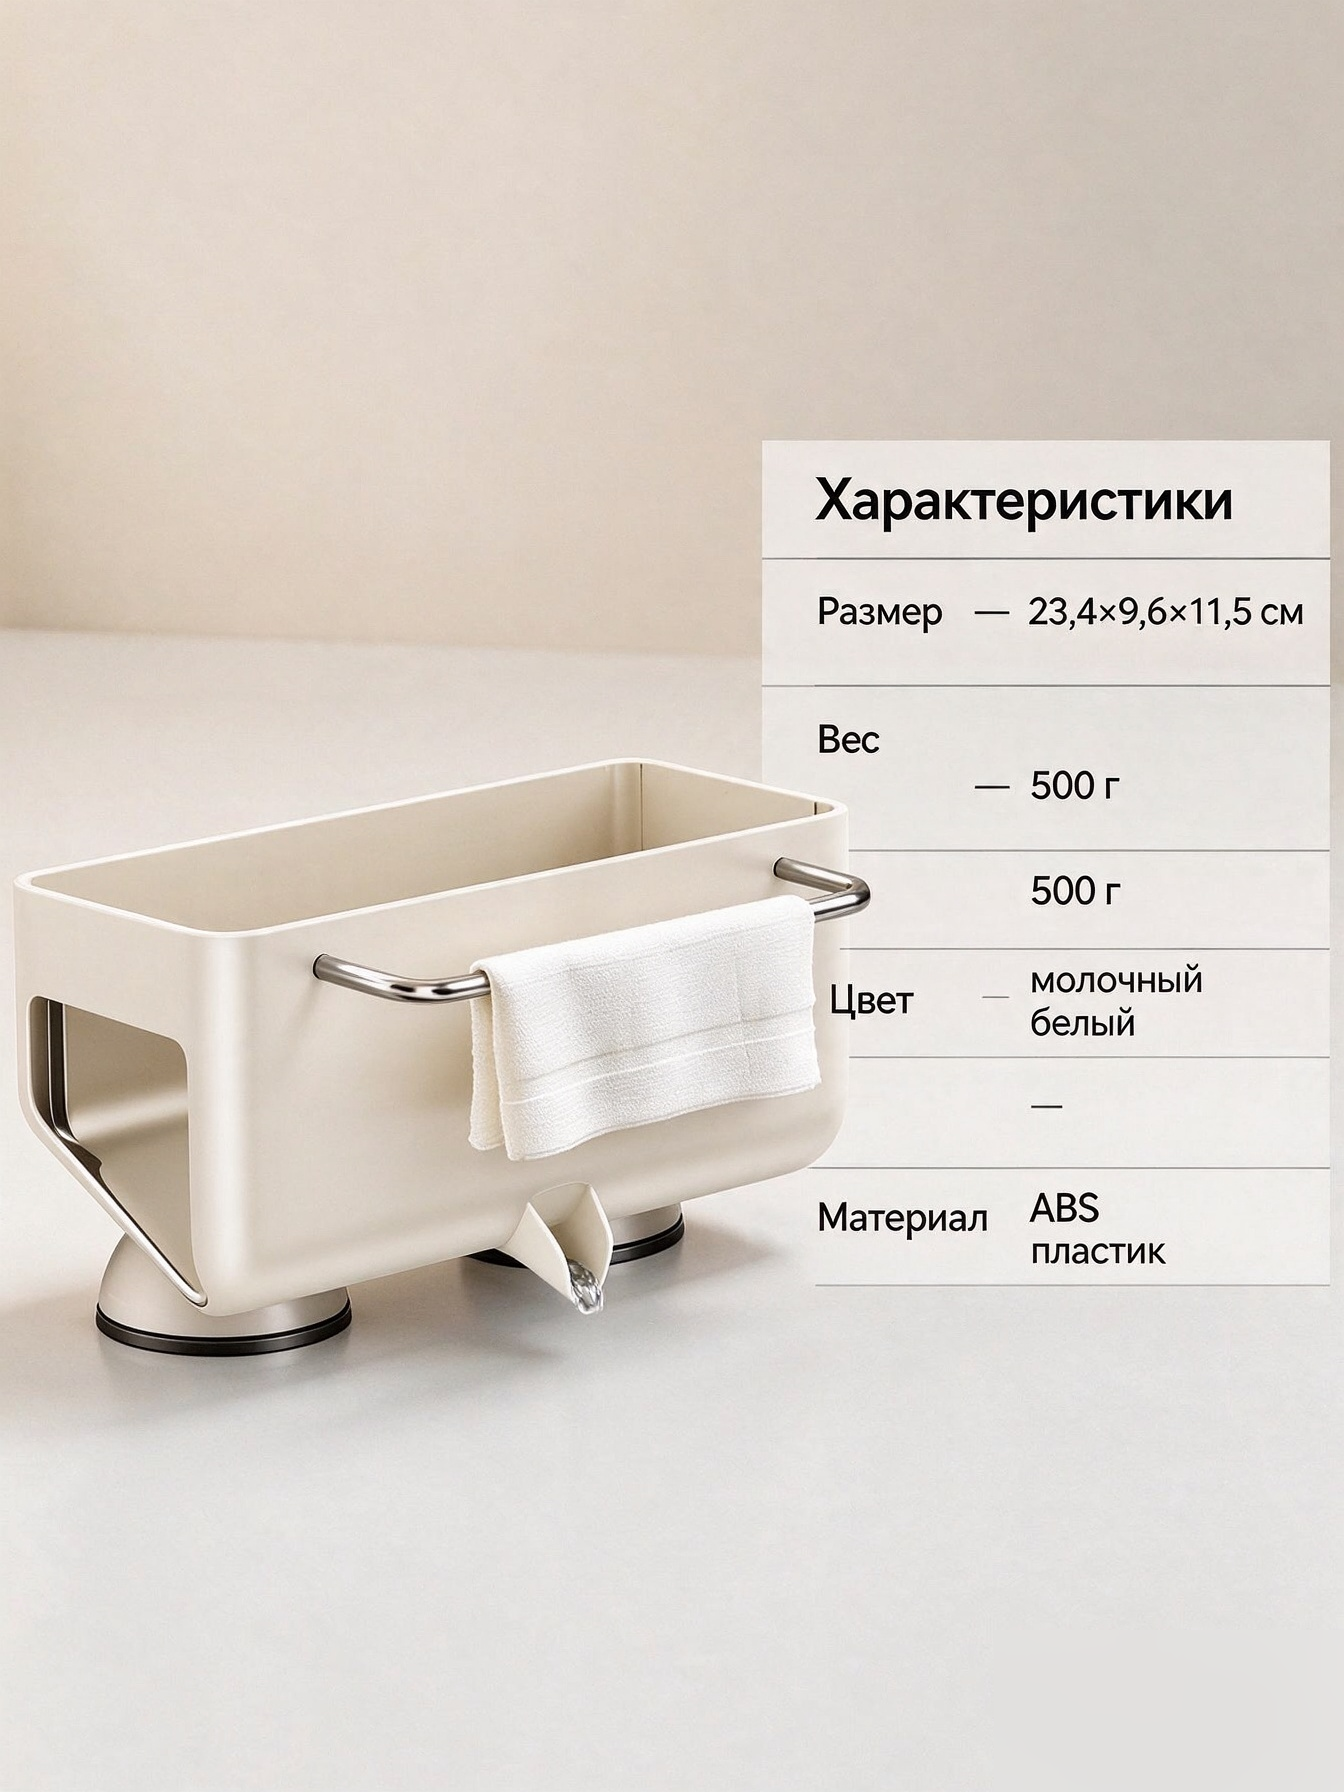 Характеристики
Размер — 23,4×9,6×11,5 см
Вес
— 500 г
500 г
Цвет — молочный
белый
—
Материал ABS
пластик